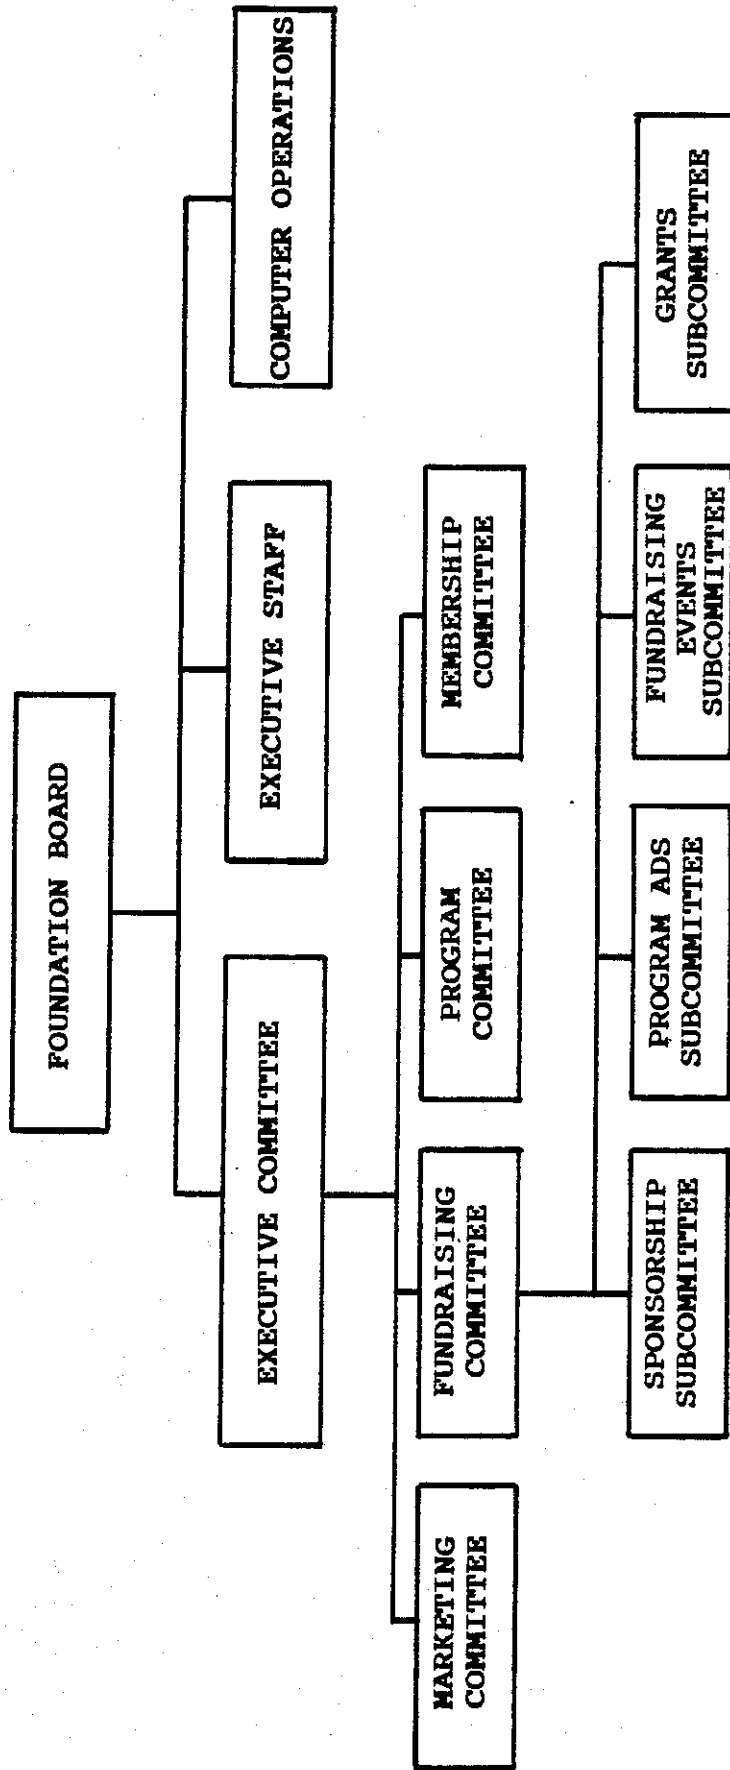 FOUNDATION BOARD
EXECUTIVE COMMITTEE
EXECUTIVE STAFF
COMPUTER OPERATIONS
MARKETING
COMMITTEE
FUNDRAISING
COMMITTEE
PROGRAM
COMMITTEE
MEMBERSHIP
COMMITTEE
SPONSORSHIP
SUBCOMMITTEE
PROGRAM ADS
SUBCOMMITTEE
FUNDRAISING
EVENTS
SUBCOMMITTEE
GRANTS
SUBCOMMITTEE